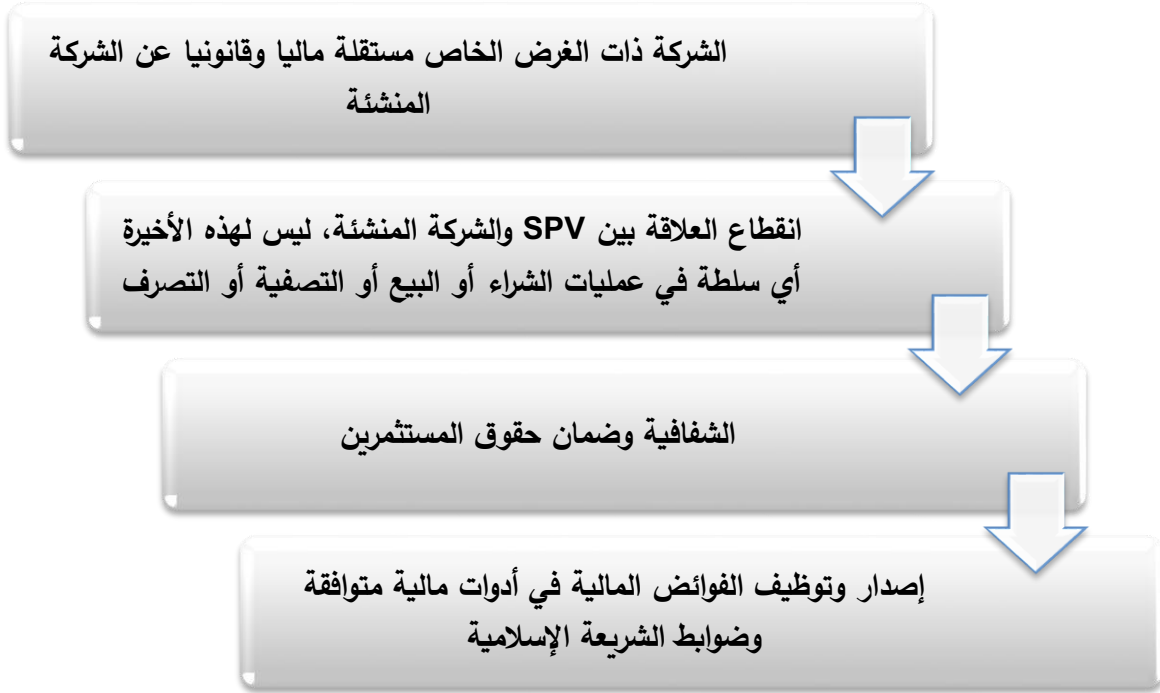 الشركة ذات الغرض الخاص مستقلة ماليا وقانونيا عن الشركة
المنشئة
انقطاع العلاقة بين SPV والشركة المنشئة، ليس لهذه الأخيرة
أي سلطة في عمليات الشراء أو البيع أو التصفية أو التصرف
الشفافية وضمان حقوق المستثمرين
إصدار وتوظيف الفوائض المالية في أدوات مالية متوافقة
وضوابط الشريعة الإسلامية